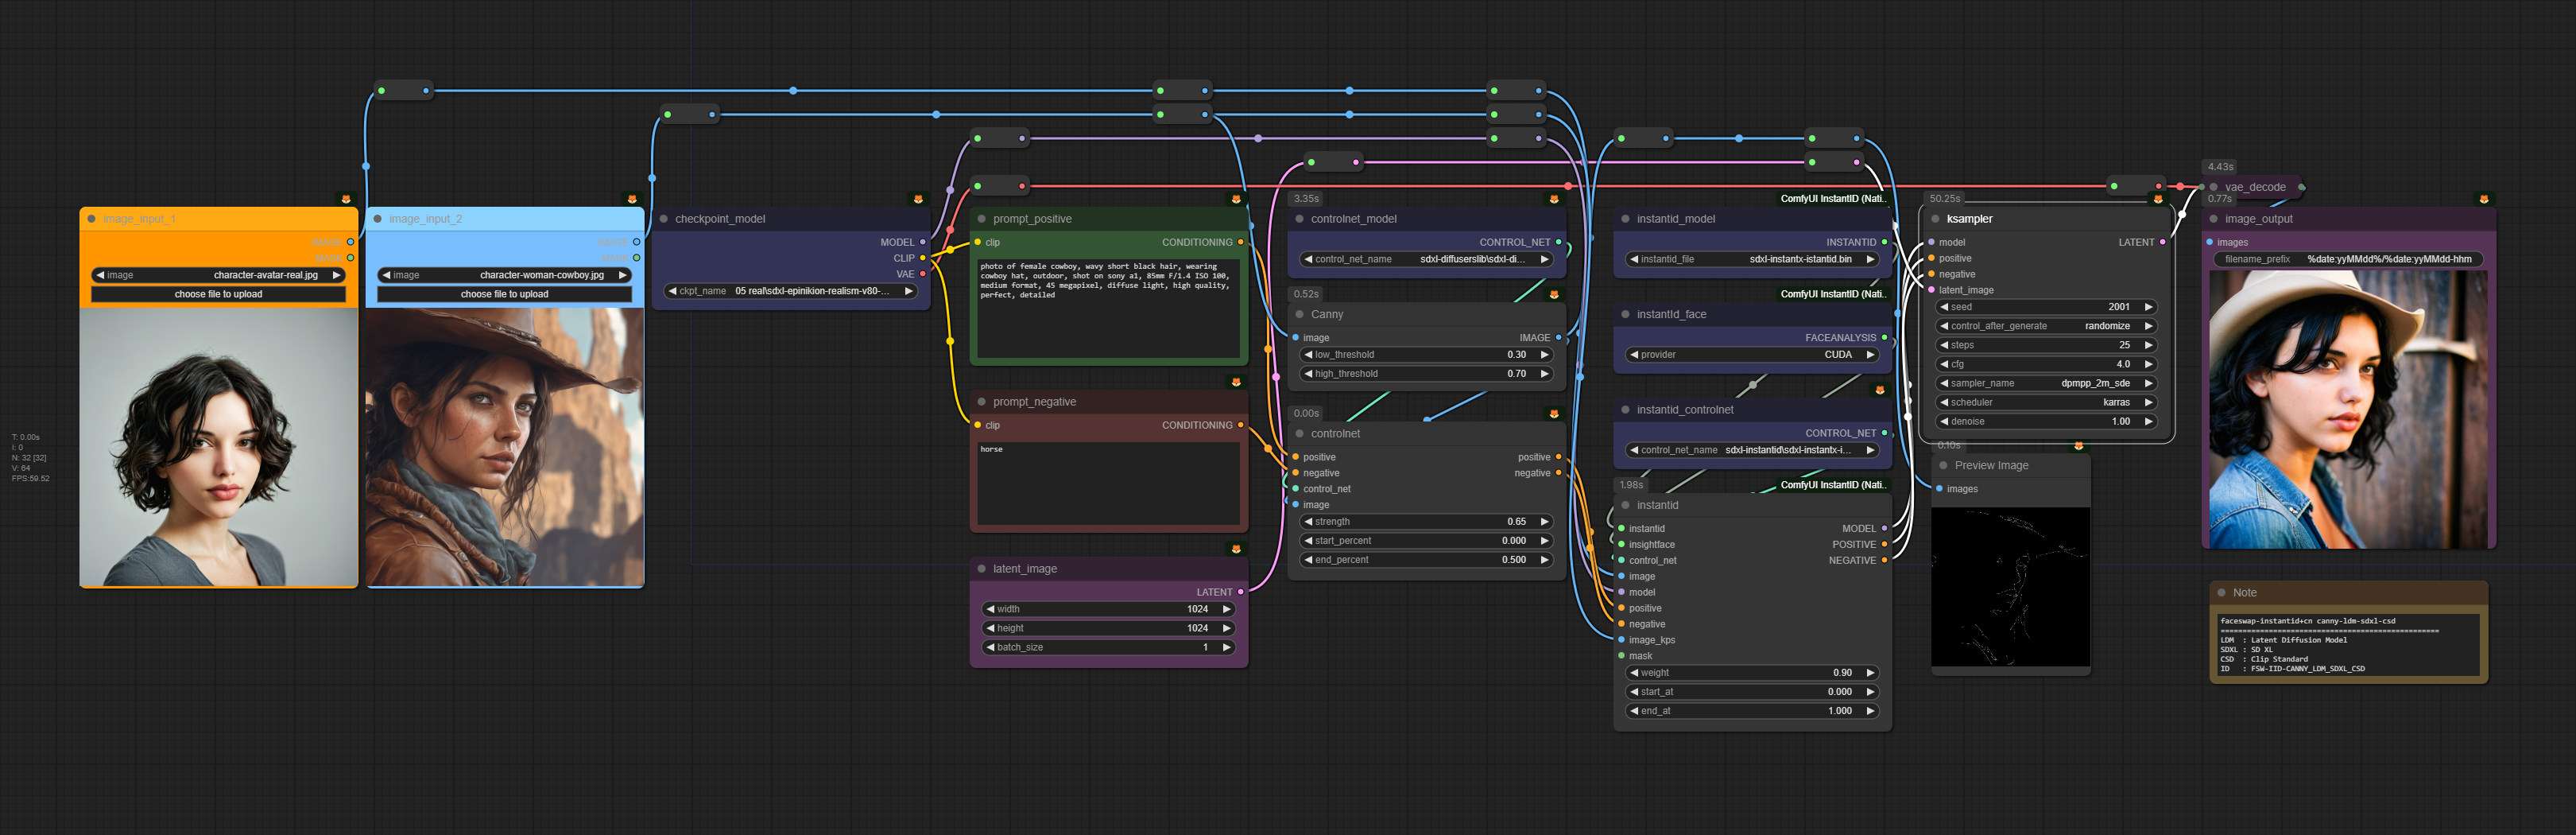 T: 0.00s
I: 0
N: 32 [32]
V: 64
FPS:59.52
image_input_1
IMAGE
MASK
image character-avatar-real.jpg
choose file to upload
image_input_2
IMAGE
MASK
image character-woman-cowboy.jpg
choose file to upload
checkpoint_model
MODEL
CLIP
VAE
ckpt_name 05 real\sdxl-epinikion-realism-v80-...
prompt_positive
clip CONDITIONING
photo of female cowboy, wavy short black hair, wearing
cowboy hat, outdoor, shot on sony a1, 85mm F/1.4 ISO 100,
medium format, 45 megapixel, diffuse light, high quality,
perfect, detailed
prompt_negative
clip CONDITIONING
horse
latent_image
LATENT
width 1024
height 1024
batch_size 1
3.35s
controlnet_model
CONTROL_NET
control_net_name sdxl-diffuserslib\sdxl-di...
0.52s
Canny
image IMAGE
low_threshold 0.30
high_threshold 0.70
0.00s
controlnet
positive positive
negative negative
control_net
image
strength 0.65
start_percent 0.000
end_percent 0.500
ComfyUI InstantID (Nati..
instantid_model
INSTANTID
instantid_file sdxl-instantx-istantid.bin
ComfyUI InstantID (Nati..
instantId_face
FACEANALYSIS
provider CUDA
instantid_controlnet
CONTROL_NET
control_net_name sdxl-instantid\sdxl-instantx-i...
1.98s
ComfyUI InstantID (Nati..
instantid
instantid MODEL
insightface POSITIVE
control_net NEGATIVE
image
model
positive
negative
image_kps
mask
weight 0.90
start_at 0.000
end_at 1.000
50.25s
ksampler
model LATENT
positive
negative
latent_image
seed 2001
control_after_generate randomize
steps 25
cfg 4.0
sampler_name dpmpp_2m_sde
scheduler karras
denoise 1.00
0.10s
Preview Image
images
4.43s
vae_decode
0.77s
image_output
images
filename_prefix %date:yyMMdd%/%date:yyMMdd-hhm
Note
faceswap-instantid+cn canny-ldm-sdxl-csd
==================================================
LDM : Latent Diffusion Model
SDXL : SD XL
CSD : Clip Standard
ID : FSW-IID-CANNY_LDM_SDXL_CSD